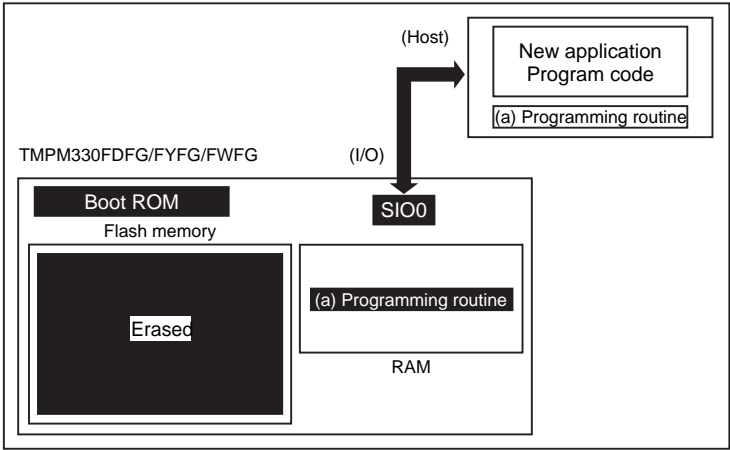 (Host)
New application
Program code
(a) Programming routine
TMPM330FDFG/FYFG/FWFG
(I/O)
Boot ROM
SIO0
Flash memory
(a) Programming routine
Erased
RAM